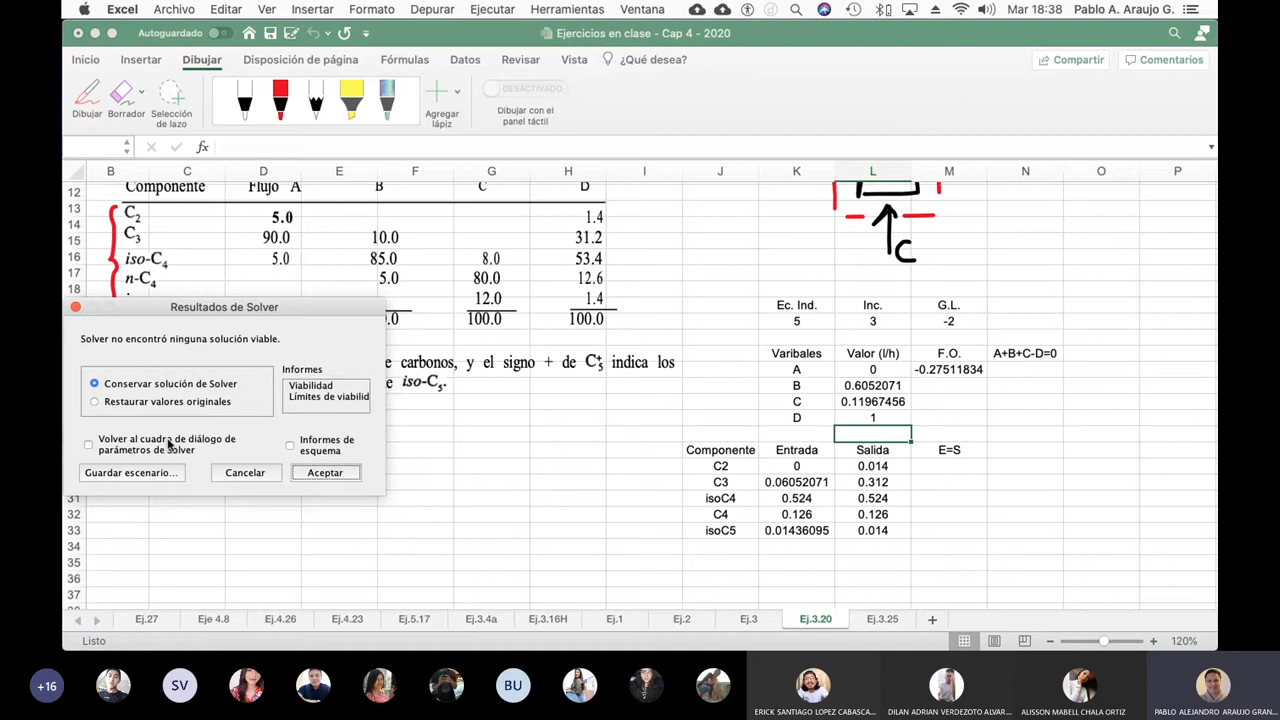 Excel Archivo Editar Ver Insertar Formato Depurar Ejecutar Herramientas Ventana Mar 18:38 Pablo A. Araujo G.
Autoguardado Ejercicios en clase - Cap 4 - 2020
Inicio Insertar Dibujar Disposición de página Fórmulas Datos Revisar Vista ¿Qué desea? Compartir Comentarios
DESACTIVADO
Dibujar Borrador Selección de lazo Agregar lápiz Dibujar con el panel táctil
fx
B C D E F G H I J K L M N O P
12 Componente Flujo A B C D
13
14 C2 5.0 1.4
15 C3 90.0 10.0 31.2
16 iso-C4 5.0 85.0 8.0 53.4
17 n-C4 5.0 80.0 12.6
12.0 1.4
0.0 100.0 100.0
C
Resultados de Solver
Solver no encontró ninguna solución viable.
Conservar solución de Solver
Restaurar valores originales
Informes
Viabilidad
Límites de viabilid
Volver al cuadro de diálogo de parámetros de Solver
Informes de esquema
Guardar escenario... Cancelar Aceptar
e carbonos, y el signo + de C5+ indica los
e iso-C5.
Ec. Ind. Inc. G.L.
5 3 -2
Varibales Valor (l/h) F.O. A+B+C-D=0
A 0 -0.27511834
B 0.6052071
C 0.11967456
D 1
Componente Entrada Salida E=S
C2 0 0.014
C3 0.06052071 0.312
isoC4 0.524 0.524
C4 0.126 0.126
isoC5 0.01436095 0.014
31
32
33
34
35
36
37
Ej.27 Eje 4.8 Ej.4.26 Ej.4.23 Ej.5.17 Ej.3.4a Ej.3.16H Ej.1 Ej.2 Ej.3 Ej.3.20 Ej.3.25
Listo 120%
+16 SV BU
ERICK SANTIAGO LOPEZ CABASCA... DILAN ADRIAN VERDEZOTO ALVAR... ALISSON MABELL CHALA ORTIZ PABLO ALEJANDRO ARAUJO GRAN...